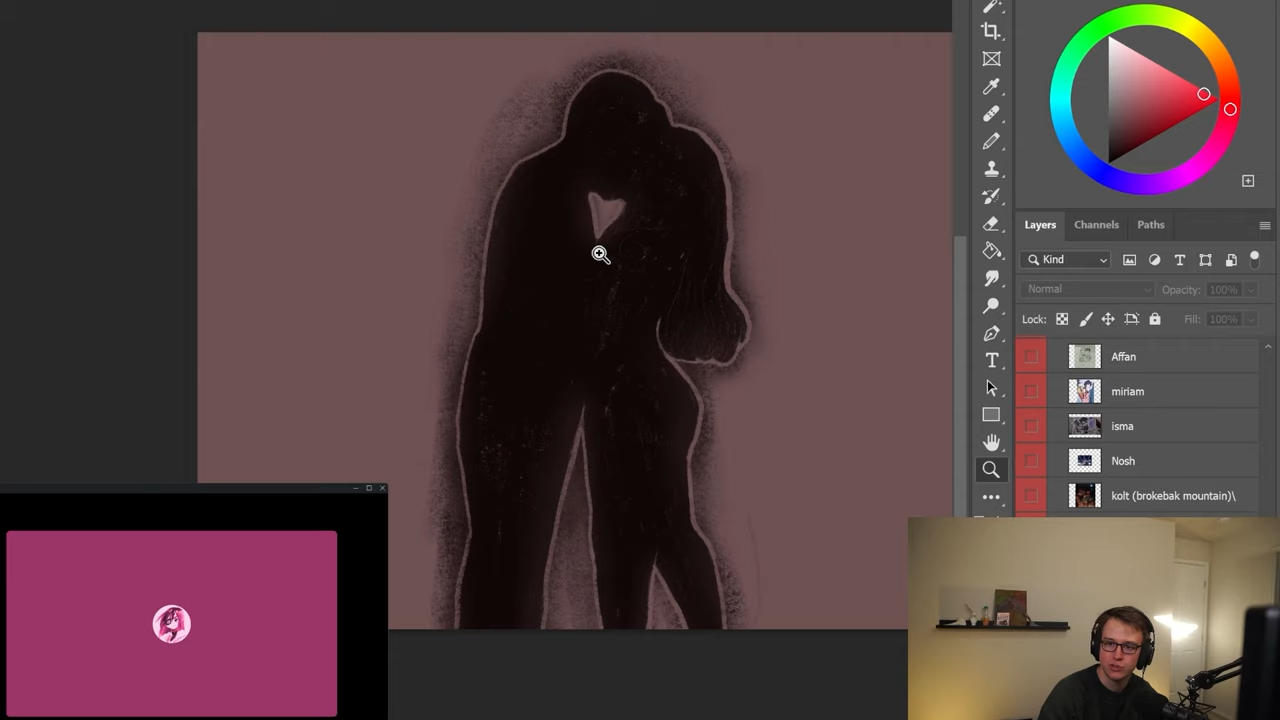 Layers Channels Paths
Kind
Normal Opacity: 100%
Lock: Fill: 100%
Affan
miriam
isma
Nosh
kolt (brokebak mountain)\